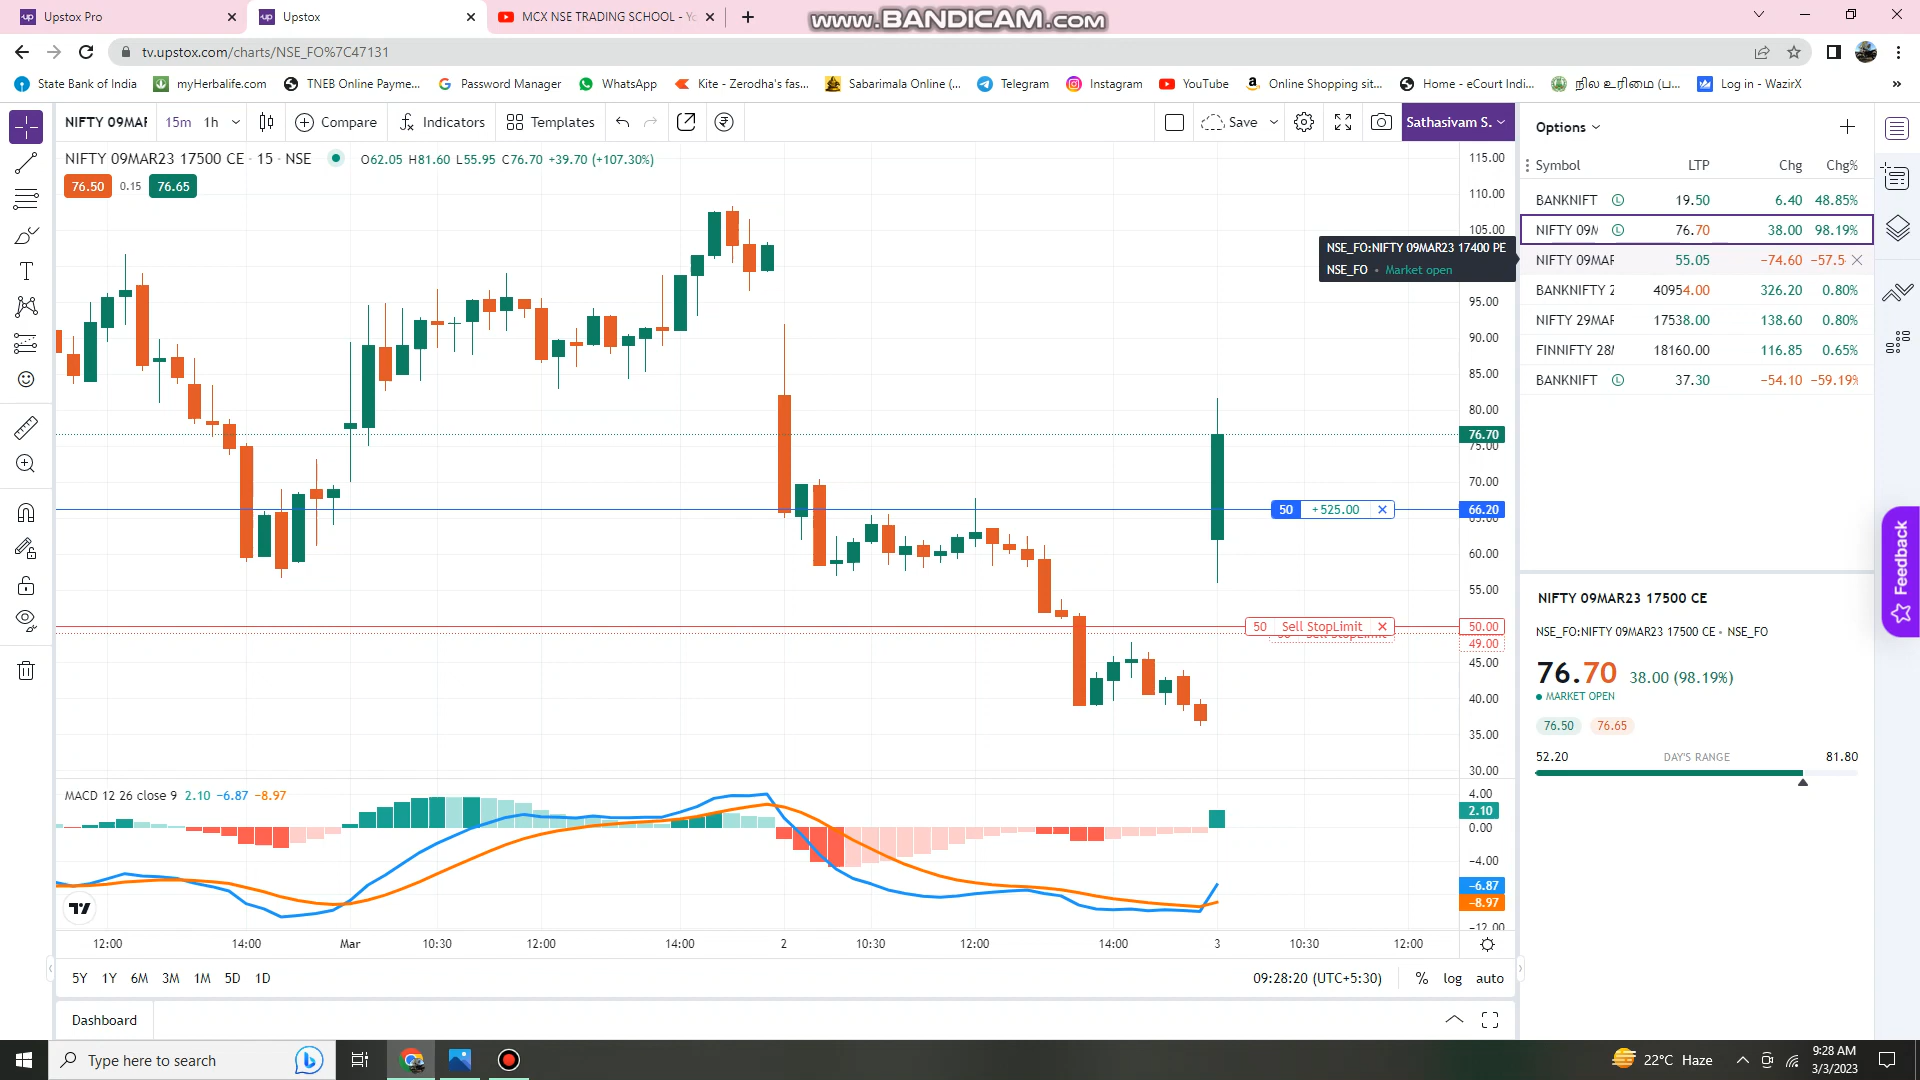 Upstox Pro
Upstox
MCX NSE TRADING SCHOOL - Yo
www.BANDICAM.com
tv.upstox.com/charts/NSE_FO%7C47131
State Bank of India
myHerbalife.com
TNEB Online Payme...
Password Manager
WhatsApp
Kite - Zerodha's fas...
Sabarimala Online (...
Telegram
Instagram
YouTube
Online Shopping sit...
Home - eCourt Indi...
நில உரிமை (ப...
Log in - WazirX
NIFTY 09MAR
15m
1h
Compare
Indicators
Templates
Save
Sathasivam S.
Options
NIFTY 09MAR23 17500 CE · 15 · NSE
O62.05 H81.60 L55.95 C76.70 +39.70 (+107.30%)
76.50
0.15
76.65
Symbol LTP Chg Chg%
BANKNIFT 19.50 6.40 48.85%
NIFTY 09M 76.70 38.00 98.19%
NIFTY 09MAR 55.05 −74.60 −57.5
BANKNIFTY 2 40954.00 326.20 0.80%
NIFTY 29MAR 17538.00 138.60 0.80%
FINNIFTY 28M 18160.00 116.85 0.65%
BANKNIFT 37.30 −54.10 −59.19%
NSE_FO:NIFTY 09MAR23 17400 PE
NSE_FO • Market open
115.00
110.00
105.00
95.00
90.00
85.00
80.00
76.70
75.00
70.00
66.20
65.00
60.00
55.00
50.00
49.00
45.00
40.00
35.00
30.00
50 +525.00
50 Sell StopLimit
50 Sell StopLimit
Feedback
NIFTY 09MAR23 17500 CE
NSE_FO:NIFTY 09MAR23 17500 CE • NSE_FO
76.70 38.00 (98.19%)
MARKET OPEN
76.50 76.65
52.20 DAY'S RANGE 81.80
MACD 12 26 close 9 2.10 −6.87 −8.97
4.00
2.10
0.00
−4.00
−6.87
−8.97
−12.00
12:00 14:00 Mar 10:30 12:00 14:00 2 10:30 12:00 14:00 3 10:30 12:00
5Y 1Y 6M 3M 1M 5D 1D
09:28:20 (UTC+5:30)
% log auto
Dashboard
Type here to search
22°C Haze
9:28 AM
3/3/2023